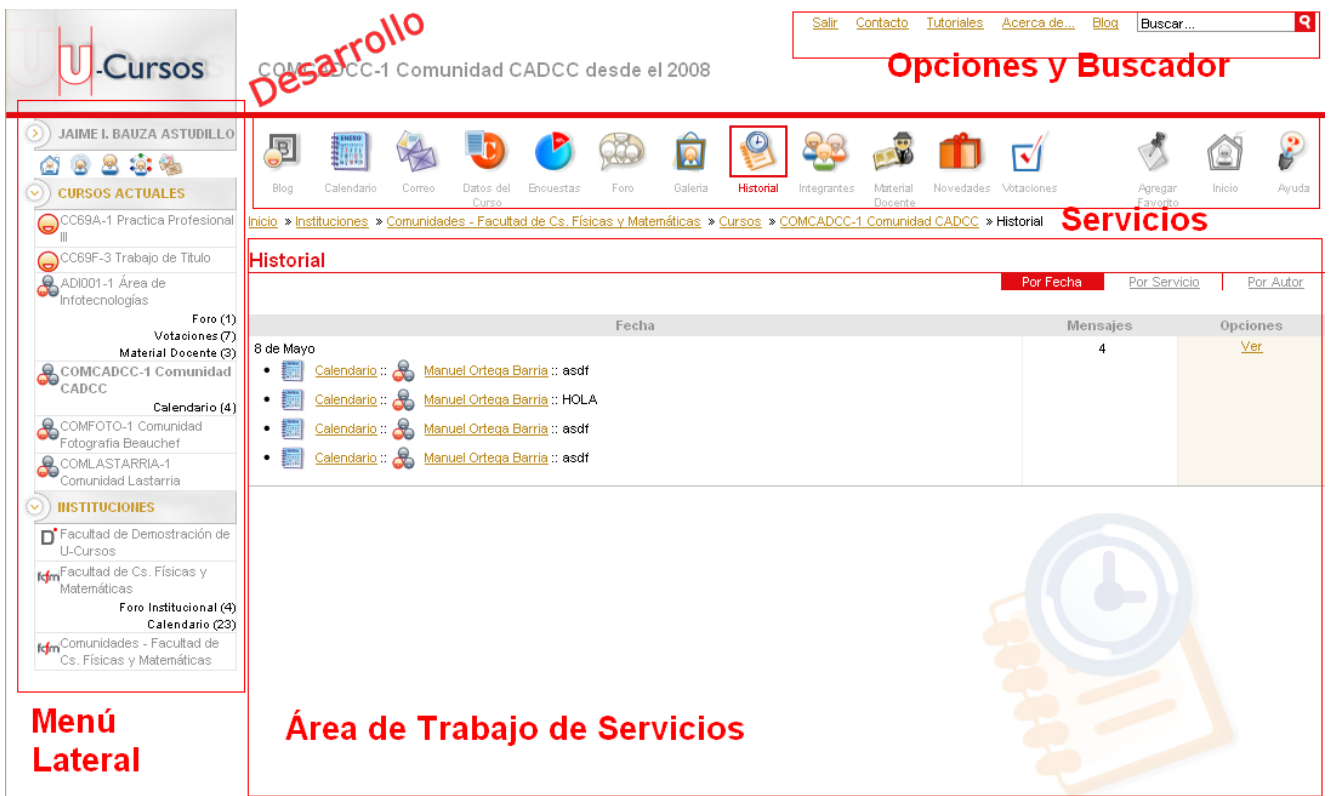 Salir Contacto Tutoriales Acerca de... Blog Buscar...
U-Cursos
Desarrollo
COMCADCC-1 Comunidad CADCC desde el 2008
Opciones y Buscador
JAIME I. BAUZA ASTUDILLO
CURSOS ACTUALES
CC69A-1 Practica Profesional
III
CC69F-3 Trabajo de Titulo
ADI001-1 Área de
Infotecnologías
Foro (1)
Votaciones (7)
Material Docente (3)
COMCADCC-1 Comunidad
CADCC
Calendario (4)
COMFOTO-1 Comunidad
Fotografia Beauchef
COMLASTARRIA-1
Comunidad Lastarria
INSTITUCIONES
Facultad de Demostración de
U-Cursos
fcfm Facultad de Cs. Físicas y
Matemáticas
Foro Institucional (4)
Calendario (23)
fcfm Comunidades - Facultad de
Cs. Físicas y Matemáticas
Menú
Lateral
ENERO
Blog Calendario Correo Datos del Encuestas Foro Galeria Historial Integrantes Material Novedades Votaciones Agregar Inicio Ayuda
Curso Docente Favorito
Inicio » Instituciones » Comunidades - Facultad de Cs. Físicas y Matemáticas » Cursos » COMCADCC-1 Comunidad CADCC » Historial
Servicios
Historial
Por Fecha Por Servicio Por Autor
Fecha Mensajes Opciones
8 de Mayo 4 Ver
• Calendario :: Manuel Ortega Barria :: asdf
• Calendario :: Manuel Ortega Barria :: HOLA
• Calendario :: Manuel Ortega Barria :: asdf
• Calendario :: Manuel Ortega Barria :: asdf
Área de Trabajo de Servicios